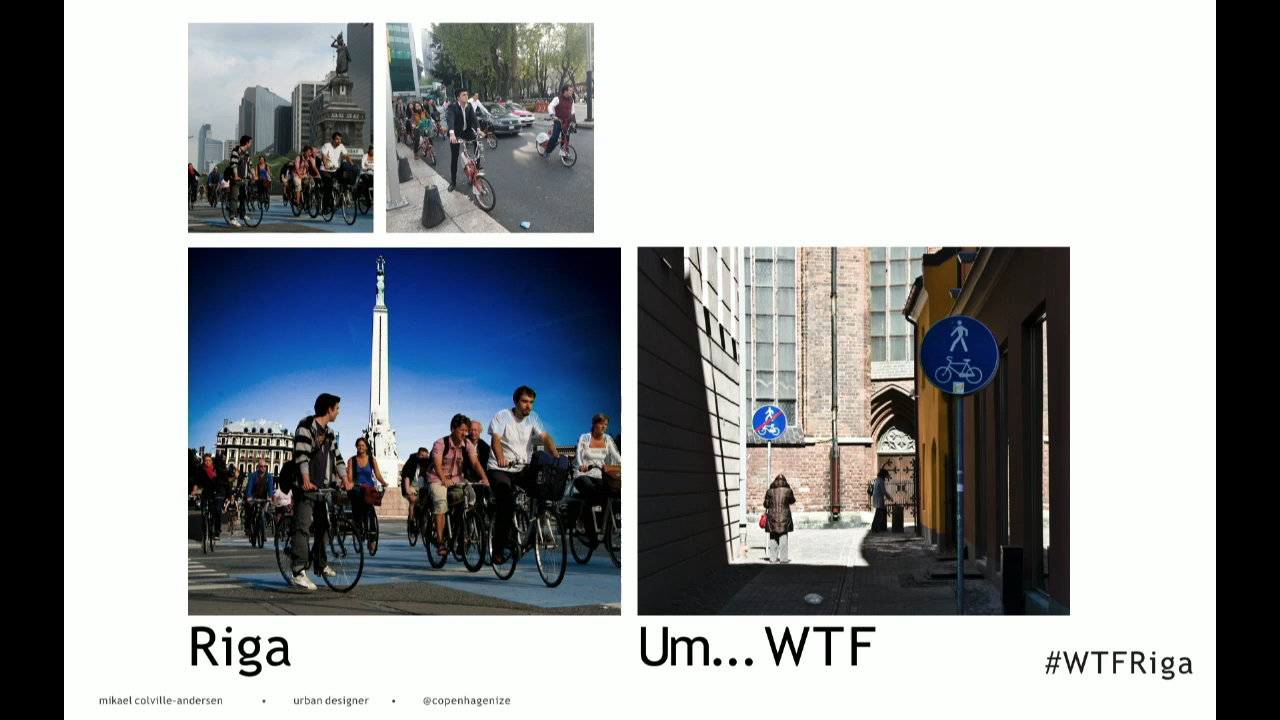 Riga
Um... WTF
#WTFRiga
mikael colville-andersen • urban designer • @copenhagenize